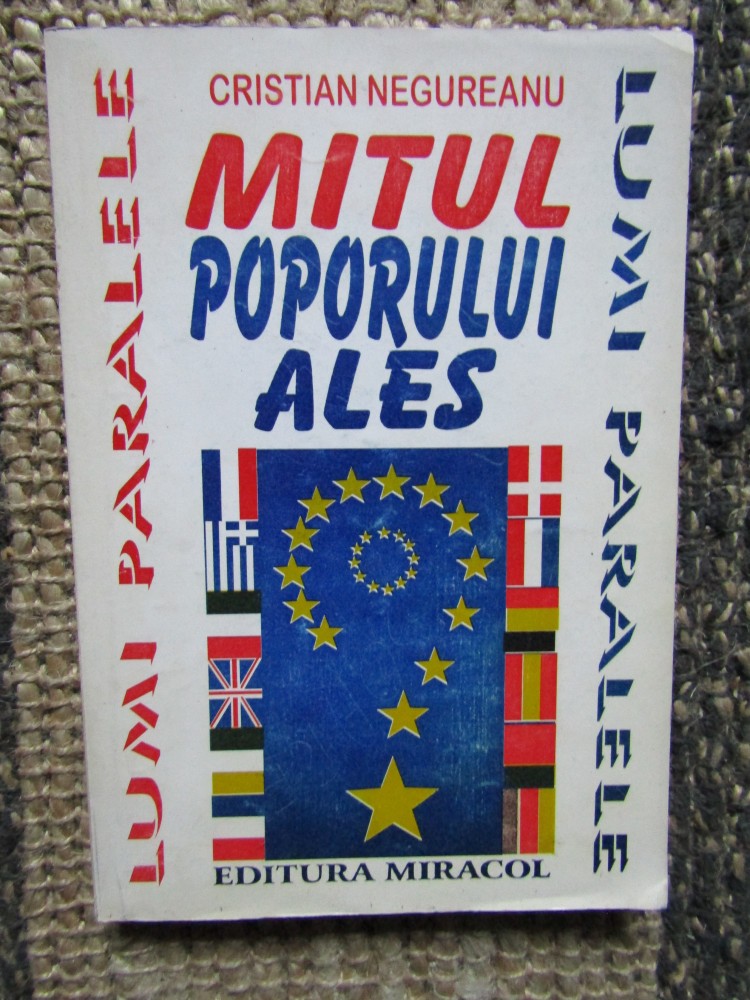 CRISTIAN NEGUREANU
MITUL
POPORULUI
ALES
LUMI PARALELE
LUMI PARALELE
EDITURA MIRACOL